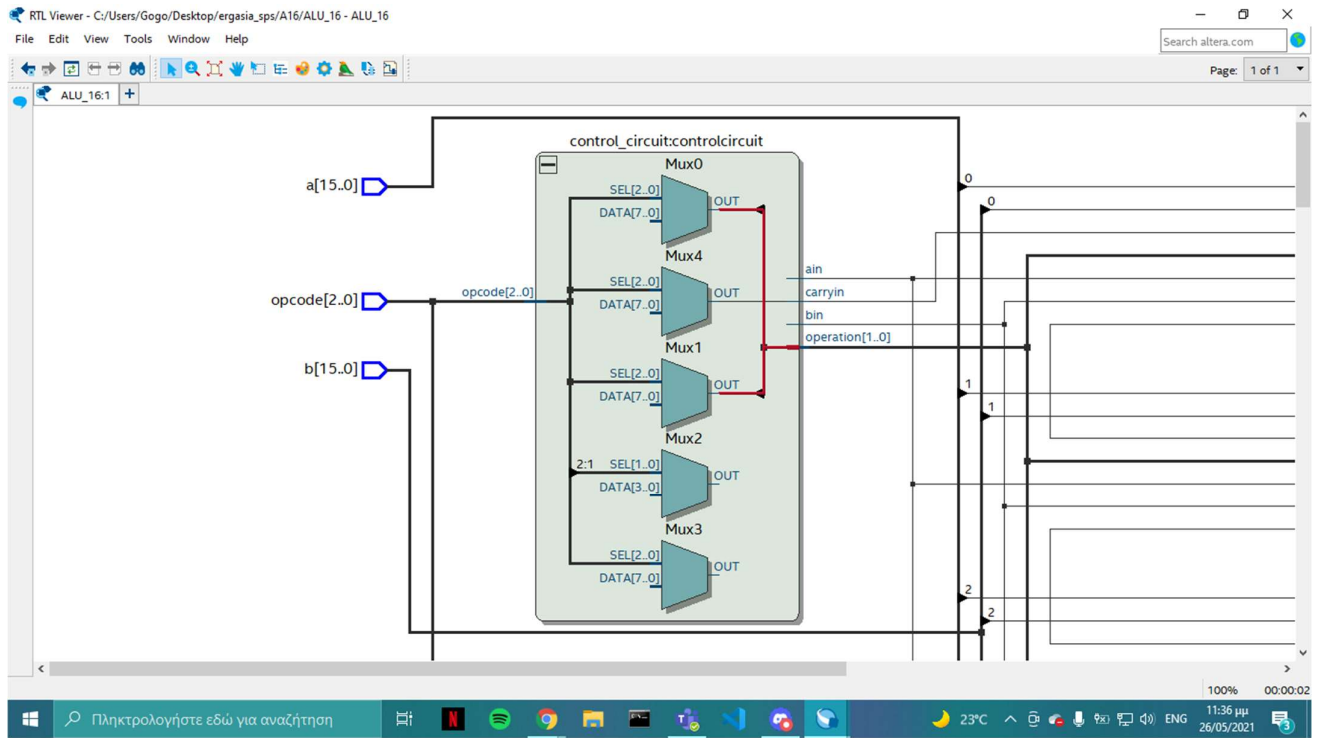 RTL Viewer - C:/Users/Gogo/Desktop/ergasia_sps/A16/ALU_16 - ALU_16
File Edit View Tools Window Help
Search altera.com
Page: 1 of 1
ALU_16:1
control_circuit:controlcircuit
Mux0
a[15..0]
SEL[2..0]
OUT
DATA[7..0]
0
0
Mux4
opcode[2..0]
opcode[2..0]
SEL[2..0]
OUT
DATA[7..0]
ain
carryin
bin
operation[1..0]
Mux1
b[15..0]
SEL[2..0]
OUT
DATA[7..0]
1
1
Mux2
2:1 SEL[1..0]
OUT
DATA[3..0]
Mux3
SEL[2..0]
OUT
DATA[7..0]
2
2
100% 00:00:02
Πληκτρολογήστε εδώ για αναζήτηση
23°C
ENG
11:36 μμ
26/05/2021
3